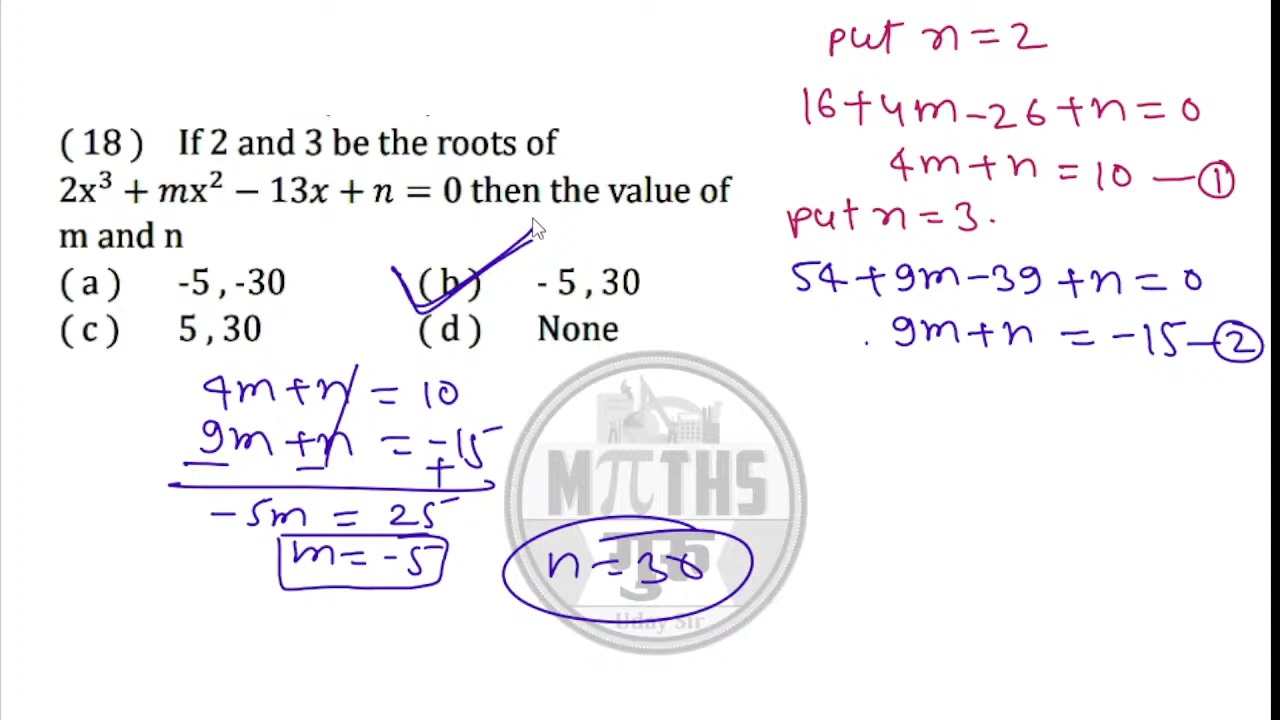 (18) If 2 and 3 be the roots of
2x³ + mx² − 13x + n = 0 then the value of
m and n
(a) -5 , -30 (b) - 5 , 30
(c) 5 , 30 (d) None
put n = 2
16 + 4m - 26 + n = 0
4m + n = 10 — ①
put n = 3.
54 + 9m - 39 + n = 0
9m + n = -15 — ②
4m + n = 10
9m + n = -15
− − +
-5m = 25
m = -5
n = 30
MπTHS
गुरु
Uday Sir